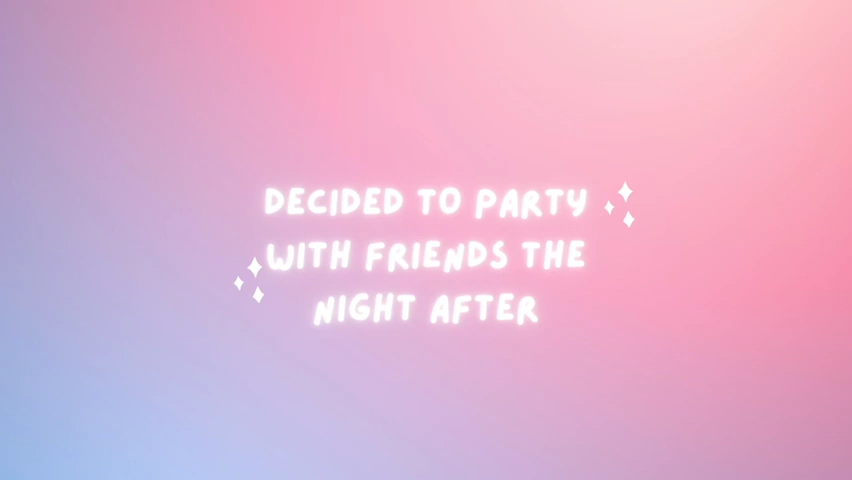 DECIDED TO PARTY
WITH FRIENDS THE
NIGHT AFTER